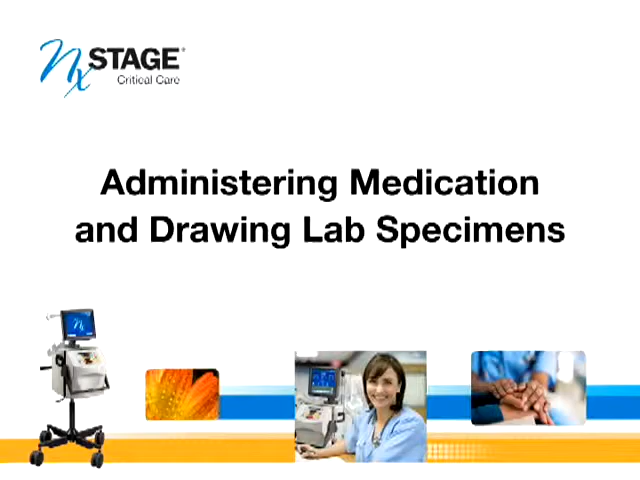 NxSTAGE®
Critical Care
Administering Medication
and Drawing Lab Specimens